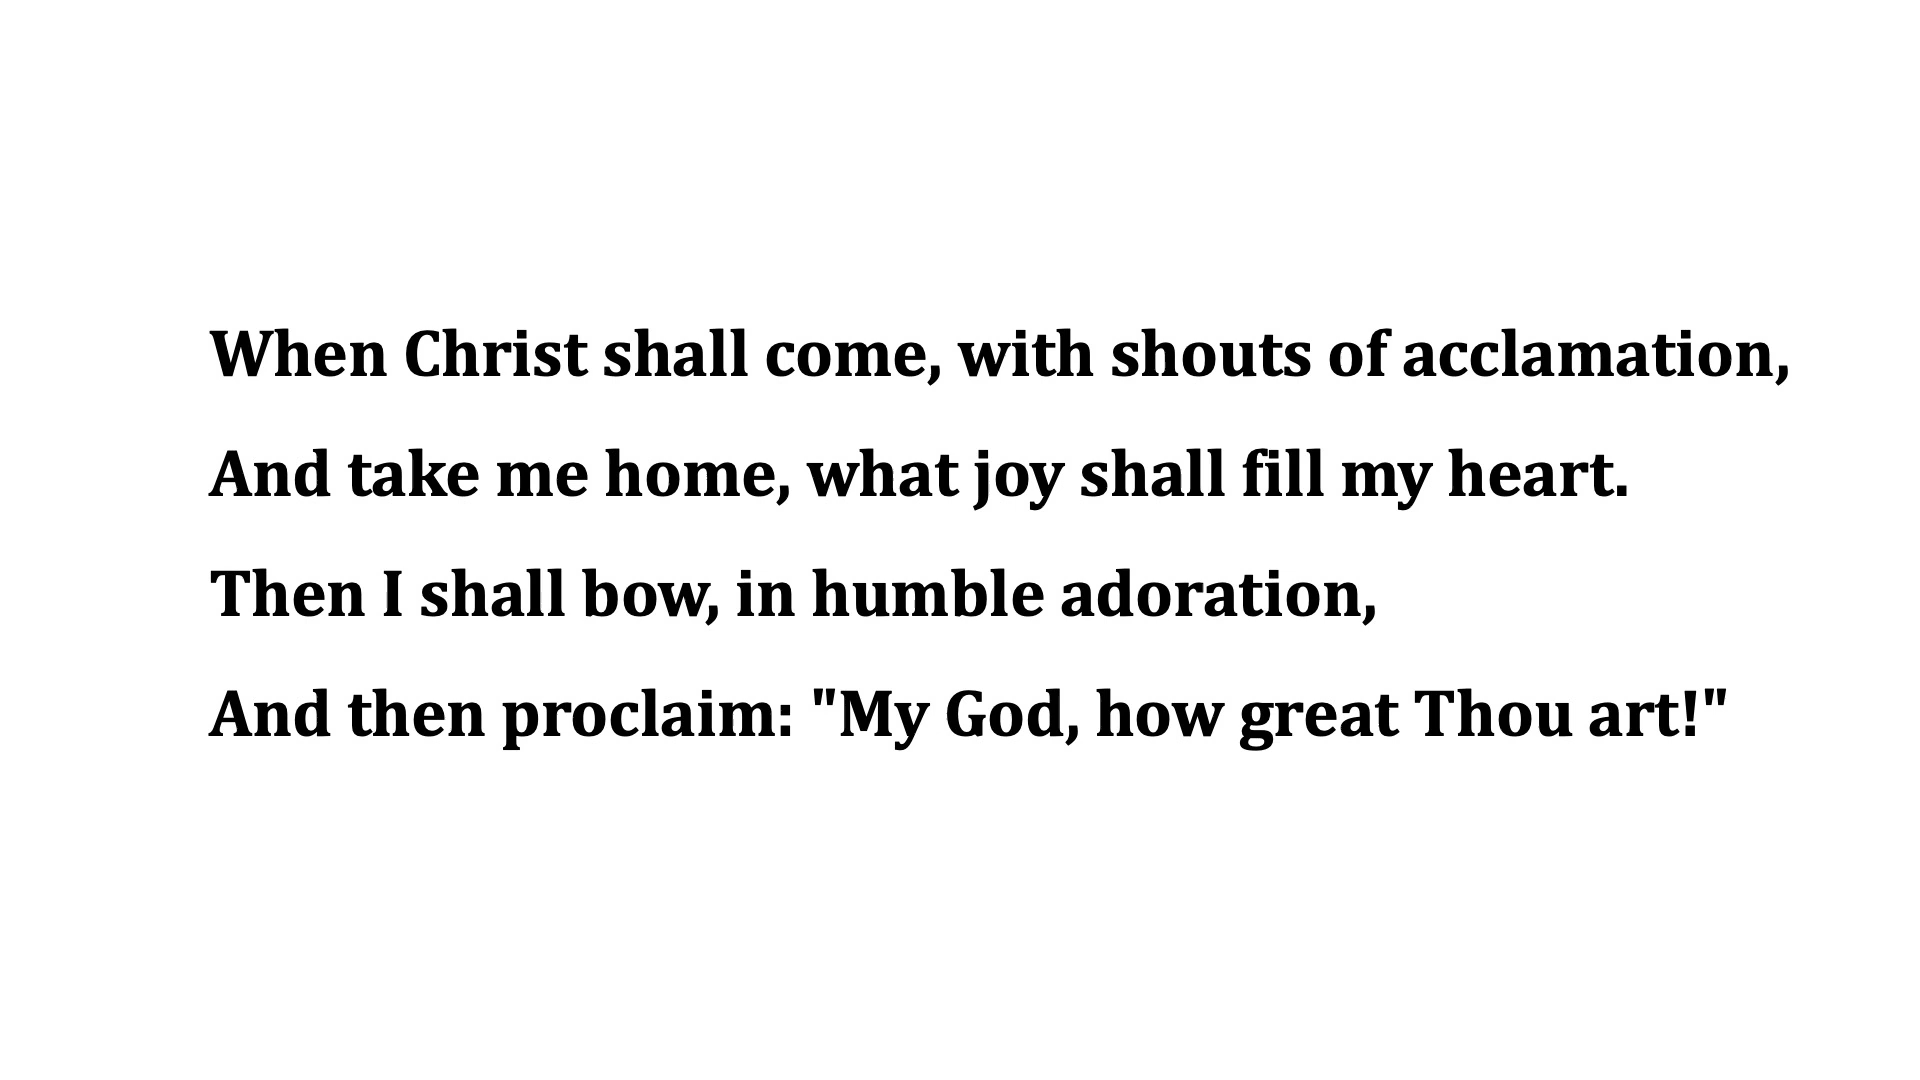 When Christ shall come, with shouts of acclamation,
And take me home, what joy shall fill my heart.
Then I shall bow, in humble adoration,
And then proclaim: "My God, how great Thou art!"